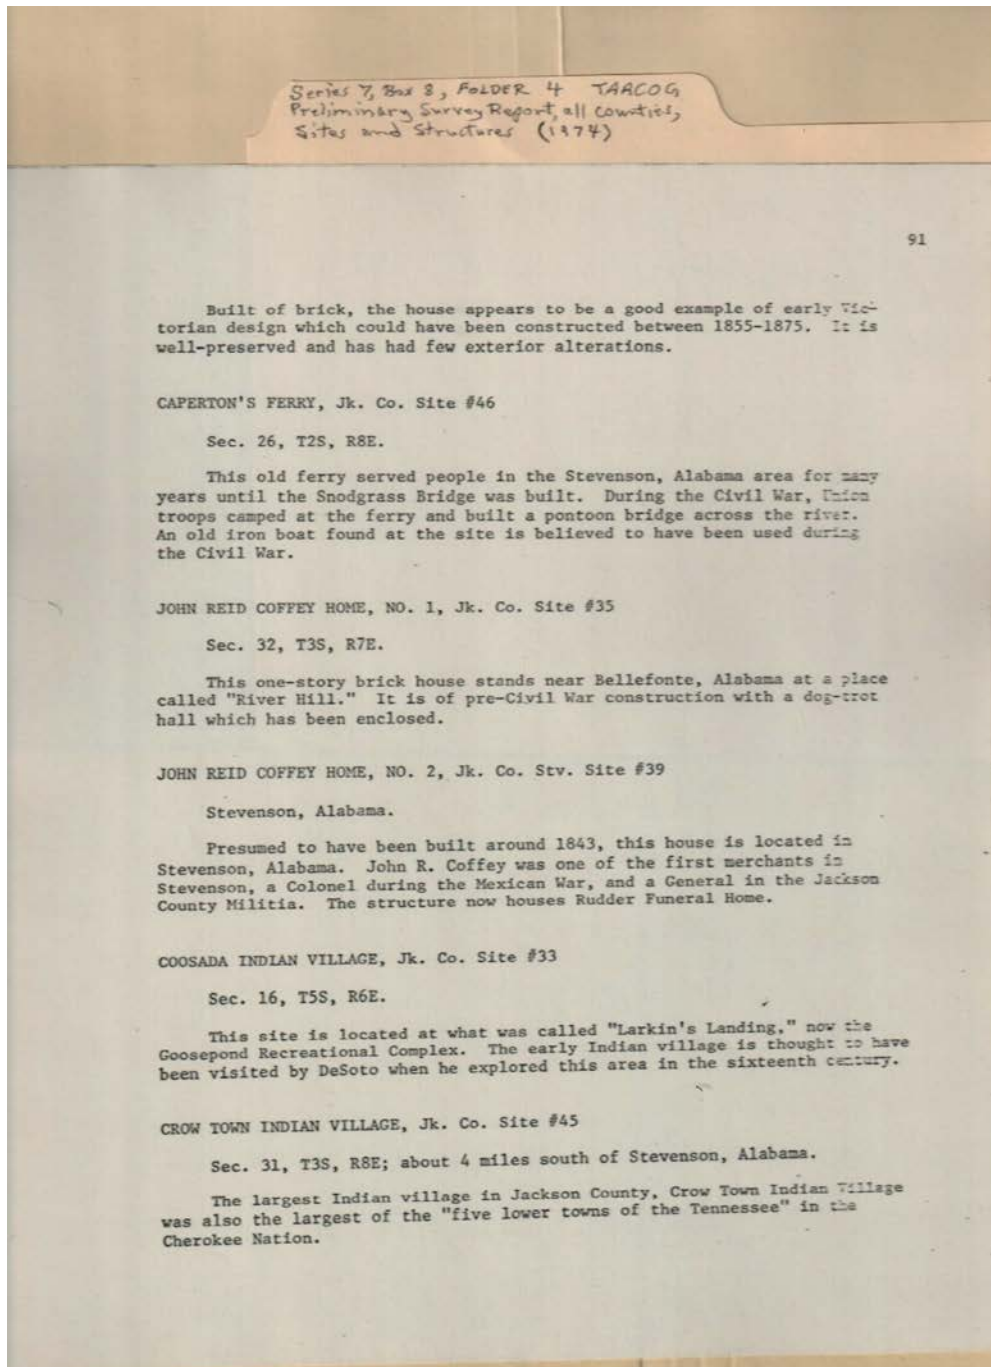 Series 7, Box 8, FOLDER 4 TARCOG
Preliminary Survey Report, all counties,
Sites and Structures (1974)
91
Built of brick, the house appears to be a good example of early Vic-
torian design which could have been constructed between 1855-1875. It is
well-preserved and has had few exterior alterations.
CAPERTON'S FERRY, Jk. Co. Site #46
Sec. 26, T2S, R8E.
This old ferry served people in the Stevenson, Alabama area for many
years until the Snodgrass Bridge was built. During the Civil War, Union
troops camped at the ferry and built a pontoon bridge across the river.
An old iron boat found at the site is believed to have been used during
the Civil War.
JOHN REID COFFEY HOME, NO. 1, Jk. Co. Site #35
Sec. 32, T3S, R7E.
This one-story brick house stands near Bellefonte, Alabama at a place
called "River Hill." It is of pre-Civil War construction with a dog-trot
hall which has been enclosed.
JOHN REID COFFEY HOME, NO. 2, Jk. Co. Stv. Site #39
Stevenson, Alabama.
Presumed to have been built around 1843, this house is located in
Stevenson, Alabama. John R. Coffey was one of the first merchants in
Stevenson, a Colonel during the Mexican War, and a General in the Jackson
County Militia. The structure now houses Rudder Funeral Home.
COOSADA INDIAN VILLAGE, Jk. Co. Site #33
Sec. 16, T5S, R6E.
This site is located at what was called "Larkin's Landing," now the
Goosepond Recreational Complex. The early Indian village is thought to have
been visited by DeSoto when he explored this area in the sixteenth century.
CROW TOWN INDIAN VILLAGE, Jk. Co. Site #45
Sec. 31, T3S, R8E; about 4 miles south of Stevenson, Alabama.
The largest Indian village in Jackson County, Crow Town Indian Village
was also the largest of the "five lower towns of the Tennessee" in the
Cherokee Nation.